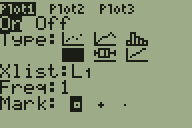 Plot1 Plot2 Plot3
On Off
Type:
Xlist:L1
Freq:1
Mark: